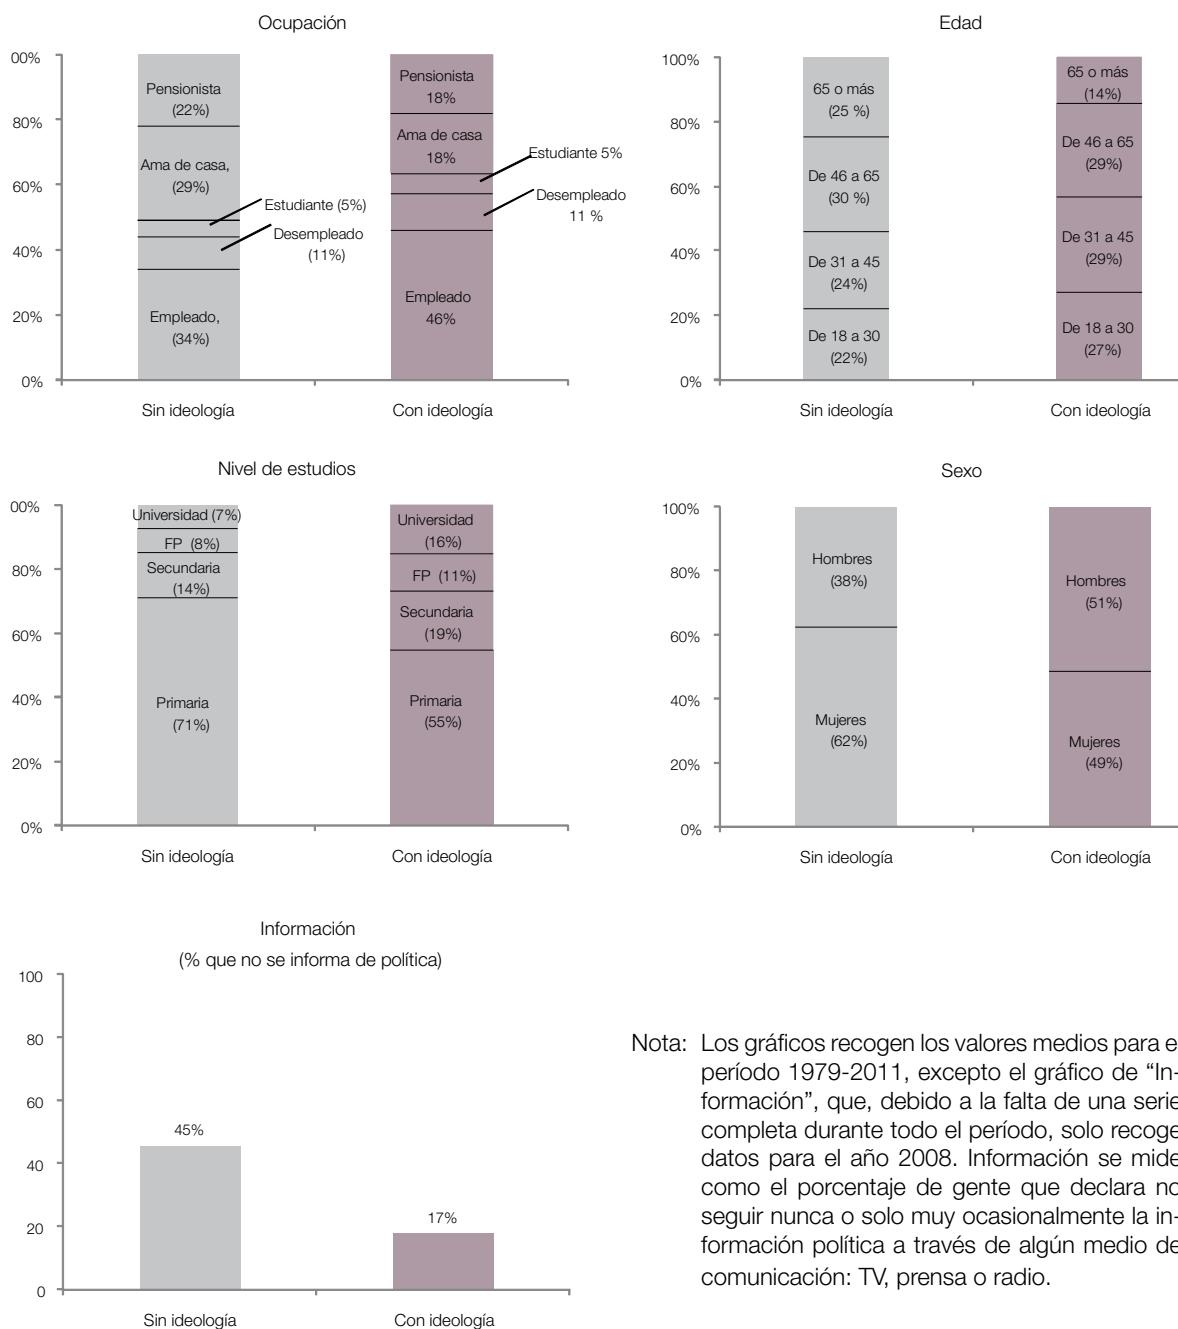 Ocupación
00%
80%
60%
40%
20%
0%
Pensionista
(22%)
Ama de casa,
(29%)
Estudiante (5%)
Desempleado
(11%)
Empleado,
(34%)
Pensionista
18%
Ama de casa
18%
Estudiante 5%
Desempleado
11 %
Empleado
46%
Sin ideología
Con ideología
Edad
100%
80%
60%
40%
20%
0%
65 o más
(25 %)
De 46 a 65
(30 %)
De 31 a 45
(24%)
De 18 a 30
(22%)
65 o más
(14%)
De 46 a 65
(29%)
De 31 a 45
(29%)
De 18 a 30
(27%)
Sin ideología
Con ideología
Nivel de estudios
00%
80%
60%
40%
20%
0%
Universidad (7%)
FP (8%)
Secundaria
(14%)
Primaria
(71%)
Universidad
(16%)
FP (11%)
Secundaria
(19%)
Primaria
(55%)
Sin ideología
Con ideología
Sexo
100%
80%
60%
40%
20%
0%
Hombres
(38%)
Mujeres
(62%)
Hombres
(51%)
Mujeres
(49%)
Sin ideología
Con ideología
Información
(% que no se informa de política)
100
80
60
40
20
0
45%
17%
Sin ideología
Con ideología
Nota: Los gráficos recogen los valores medios para e
período 1979-2011, excepto el gráfico de “In-
formación”, que, debido a la falta de una serie
completa durante todo el período, solo recoge
datos para el año 2008. Información se mide
como el porcentaje de gente que declara no
seguir nunca o solo muy ocasionalmente la in-
formación política a través de algún medio de
comunicación: TV, prensa o radio.